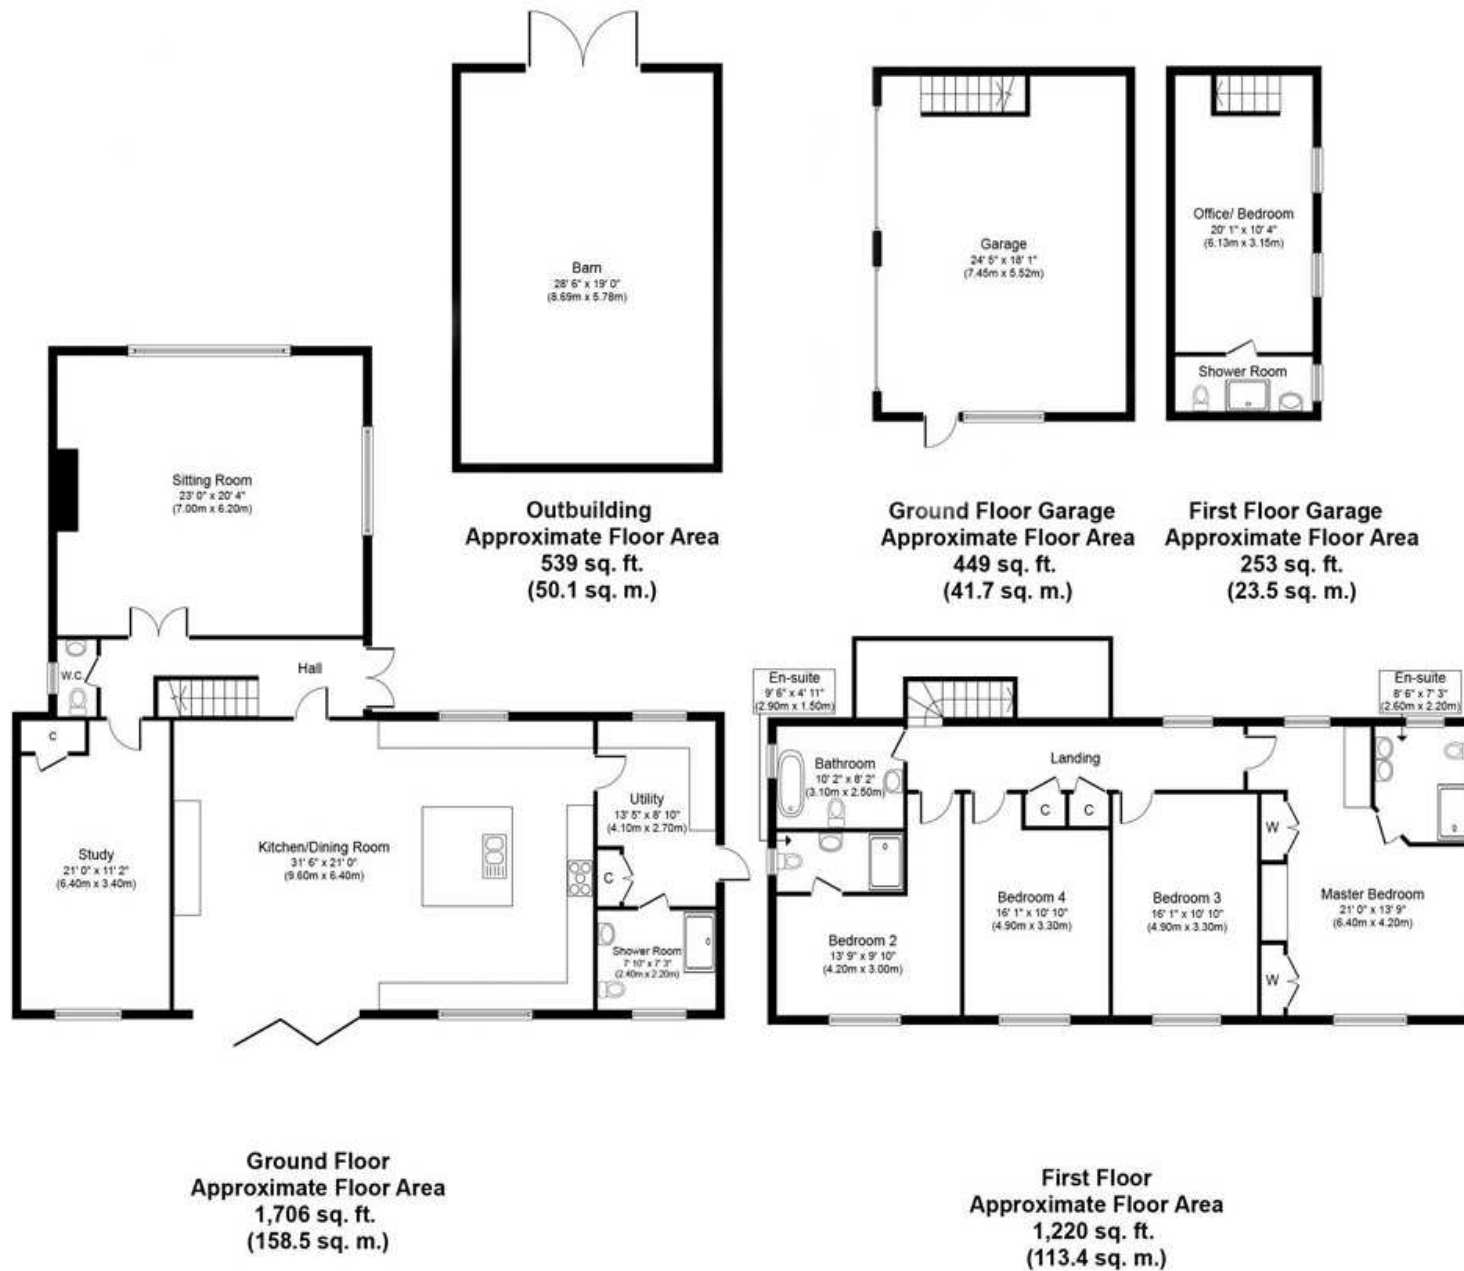 Barn
28' 6" x 19' 0"
(8.69m x 5.78m)
Outbuilding
Approximate Floor Area
539 sq. ft.
(50.1 sq. m.)
Garage
24' 5" x 18' 1"
(7.45m x 5.52m)
Ground Floor Garage
Approximate Floor Area
449 sq. ft.
(41.7 sq. m.)
Office/ Bedroom
20' 1" x 10' 4"
(6.13m x 3.15m)
Shower Room
First Floor Garage
Approximate Floor Area
253 sq. ft.
(23.5 sq. m.)
Sitting Room
23' 0" x 20' 4"
(7.00m x 6.20m)
W.C.
Hall
C
Study
21' 0" x 11' 2"
(6.40m x 3.40m)
Kitchen/Dining Room
31' 6" x 21' 0"
(9.60m x 6.40m)
Utility
13' 5" x 8' 10"
(4.10m x 2.70m)
C
Shower Room
7' 10" x 7' 3"
(2.40m x 2.20m)
Ground Floor
Approximate Floor Area
1,706 sq. ft.
(158.5 sq. m.)
En-suite
9' 6" x 4' 11"
(2.90m x 1.50m)
En-suite
8' 6" x 7' 3"
(2.60m x 2.20m)
Bathroom
10' 2" x 8' 2"
(3.10m x 2.50m)
Landing
C
C
W
Bedroom 2
13' 9" x 9' 10"
(4.20m x 3.00m)
Bedroom 4
16' 1" x 10' 10"
(4.90m x 3.30m)
Bedroom 3
16' 1" x 10' 10"
(4.90m x 3.30m)
Master Bedroom
21' 0" x 13' 9"
(6.40m x 4.20m)
W
First Floor
Approximate Floor Area
1,220 sq. ft.
(113.4 sq. m.)